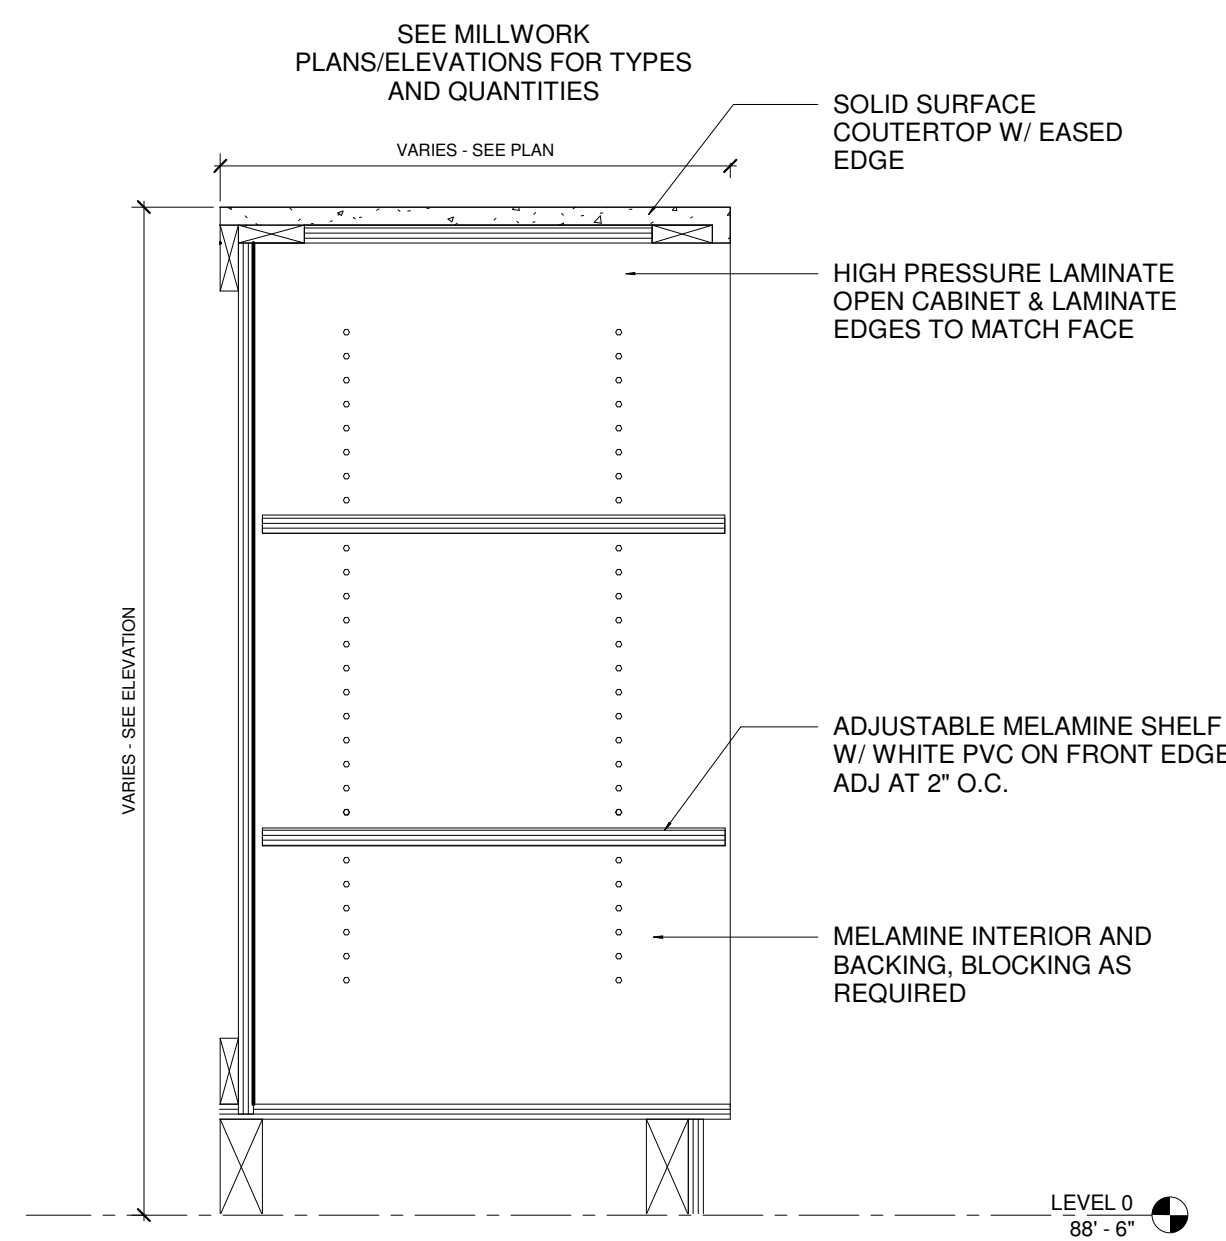 SEE MILLWORK
PLANS/ELEVATIONS FOR TYPES
AND QUANTITIES
VARIES - SEE PLAN
SOLID SURFACE
COUTERTOP W/ EASED
EDGE
HIGH PRESSURE LAMINATE
OPEN CABINET & LAMINATE
EDGES TO MATCH FACE
VARIES - SEE ELEVATION
ADJUSTABLE MELAMINE SHELF
W/ WHITE PVC ON FRONT EDGE
ADJ AT 2" O.C.
MELAMINE INTERIOR AND
BACKING, BLOCKING AS
REQUIRED
LEVEL 0
88' - 6"